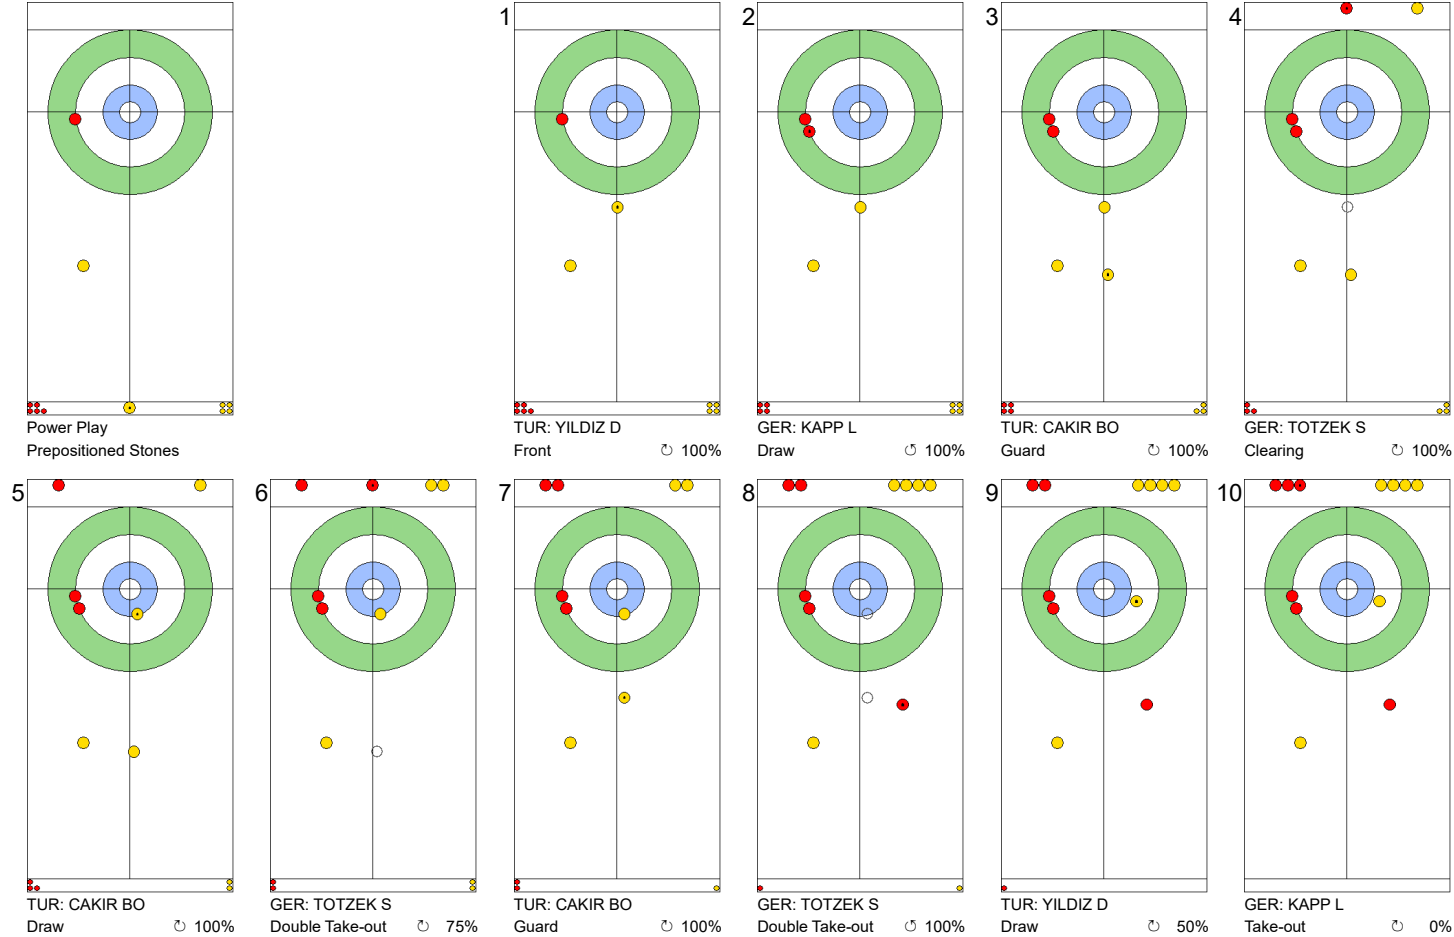 1
2
3
4
Power Play
Prepositioned Stones
TUR: YILDIZ D
Front ↻ 100%
GER: KAPP L
Draw ↺ 100%
TUR: CAKIR BO
Guard ↻ 100%
GER: TOTZEK S
Clearing ↻ 100%
5
6
7
8
9
10
TUR: CAKIR BO
Draw ↻ 100%
GER: TOTZEK S
Double Take-out ↻ 75%
TUR: CAKIR BO
Guard ↻ 100%
GER: TOTZEK S
Double Take-out ↻ 100%
TUR: YILDIZ D
Draw ↻ 50%
GER: KAPP L
Take-out ↻ 0%